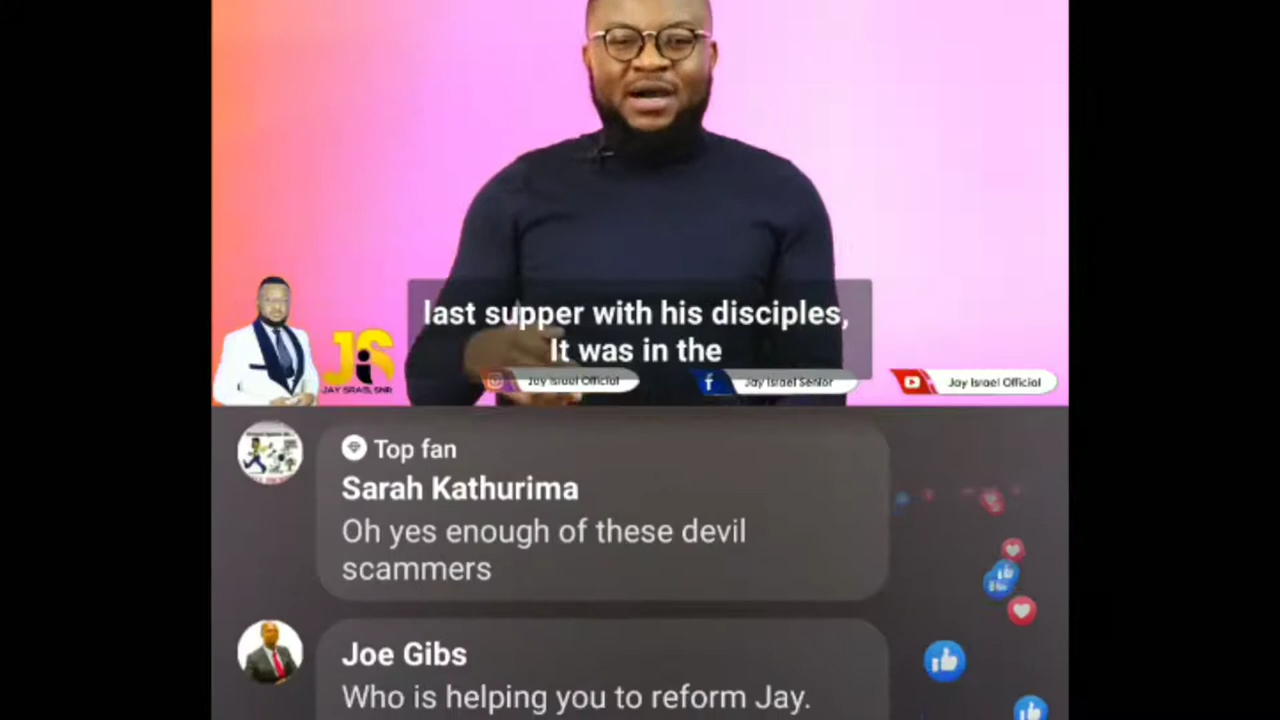 last supper with his disciples,
It was in the
JS
JAY ISRAEL SNR
Jay Israel Official
Jay Israel Senior
Jay Israel Official
Top fan
Sarah Kathurima
Oh yes enough of these devil
scammers
Joe Gibs
Who is helping you to reform Jay.